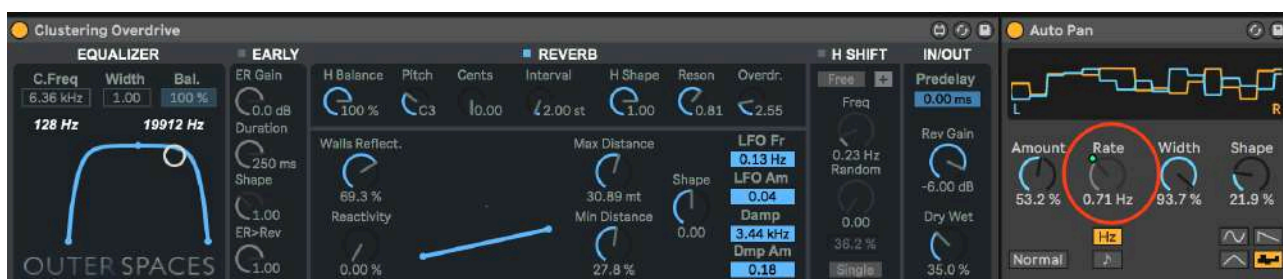 Clustering Overdrive
EQUALIZER
C.Freq Width Bal.
6.36 kHz 1.00 100 %
128 Hz 19912 Hz
OUTER SPACES
EARLY
ER Gain
0.0 dB
Duration
250 ms
Shape
1.00
ER>Rev
1.00
REVERB
H Balance Pitch Cents Interval H Shape Reson Overdr.
100 % C3 0.00 2.00 st 1.00 0.81 2.55
Walls Reflect.
69.3 %
Reactivity
0.00 %
Max Distance
30.89 mt
Min Distance
27.8 %
Shape
0.00
LFO Fr
0.13 Hz
LFO Am
0.04
Damp
3.44 kHz
Dmp Am
0.18
H SHIFT
Free +
Freq
0.23 Hz
Random
0.00
36.2 %
Single
IN/OUT
Predelay
0.00 ms
Rev Gain
-6.00 dB
Dry Wet
35.0 %
Auto Pan
L R
Amount Rate Width Shape
53.2 % 0.71 Hz 93.7 % 21.9 %
Hz
Normal